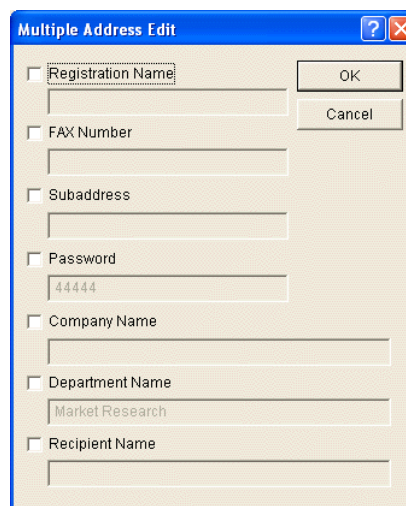 Multiple Address Edit
Registration Name
OK
Cancel
FAX Number
Subaddress
Password
44444
Company Name
Department Name
Market Research
Recipient Name